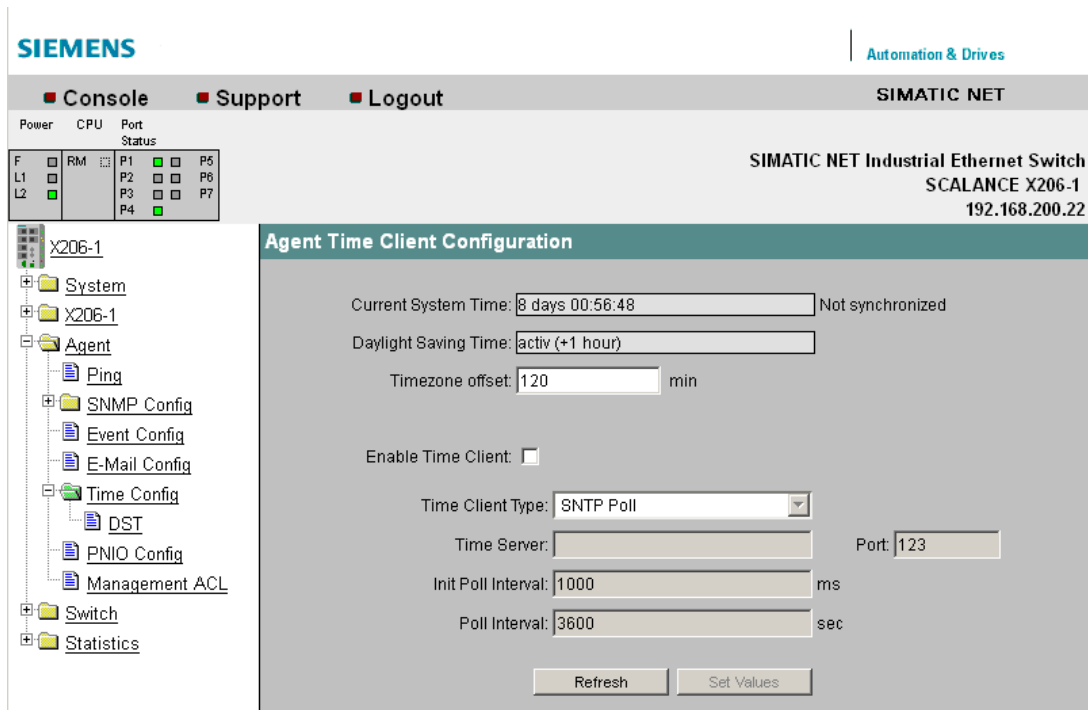 SIEMENS
Automation & Drives
Console Support Logout SIMATIC NET
Power CPU Port Status
F RM P1 P5
L1 P2 P6
L2 P3 P7
P4
SIMATIC NET Industrial Ethernet Switch
SCALANCE X206-1
192.168.200.22
X206-1
System
X206-1
Agent
Ping
SNMP Config
Event Config
E-Mail Config
Time Config
DST
PNIO Config
Management ACL
Switch
Statistics
Agent Time Client Configuration
Current System Time: 8 days 00:56:48 Not synchronized
Daylight Saving Time: activ (+1 hour)
Timezone offset: 120 min
Enable Time Client:
Time Client Type: SNTP Poll
Time Server: Port: 123
Init Poll Interval: 1000 ms
Poll Interval: 3600 sec
Refresh Set Values